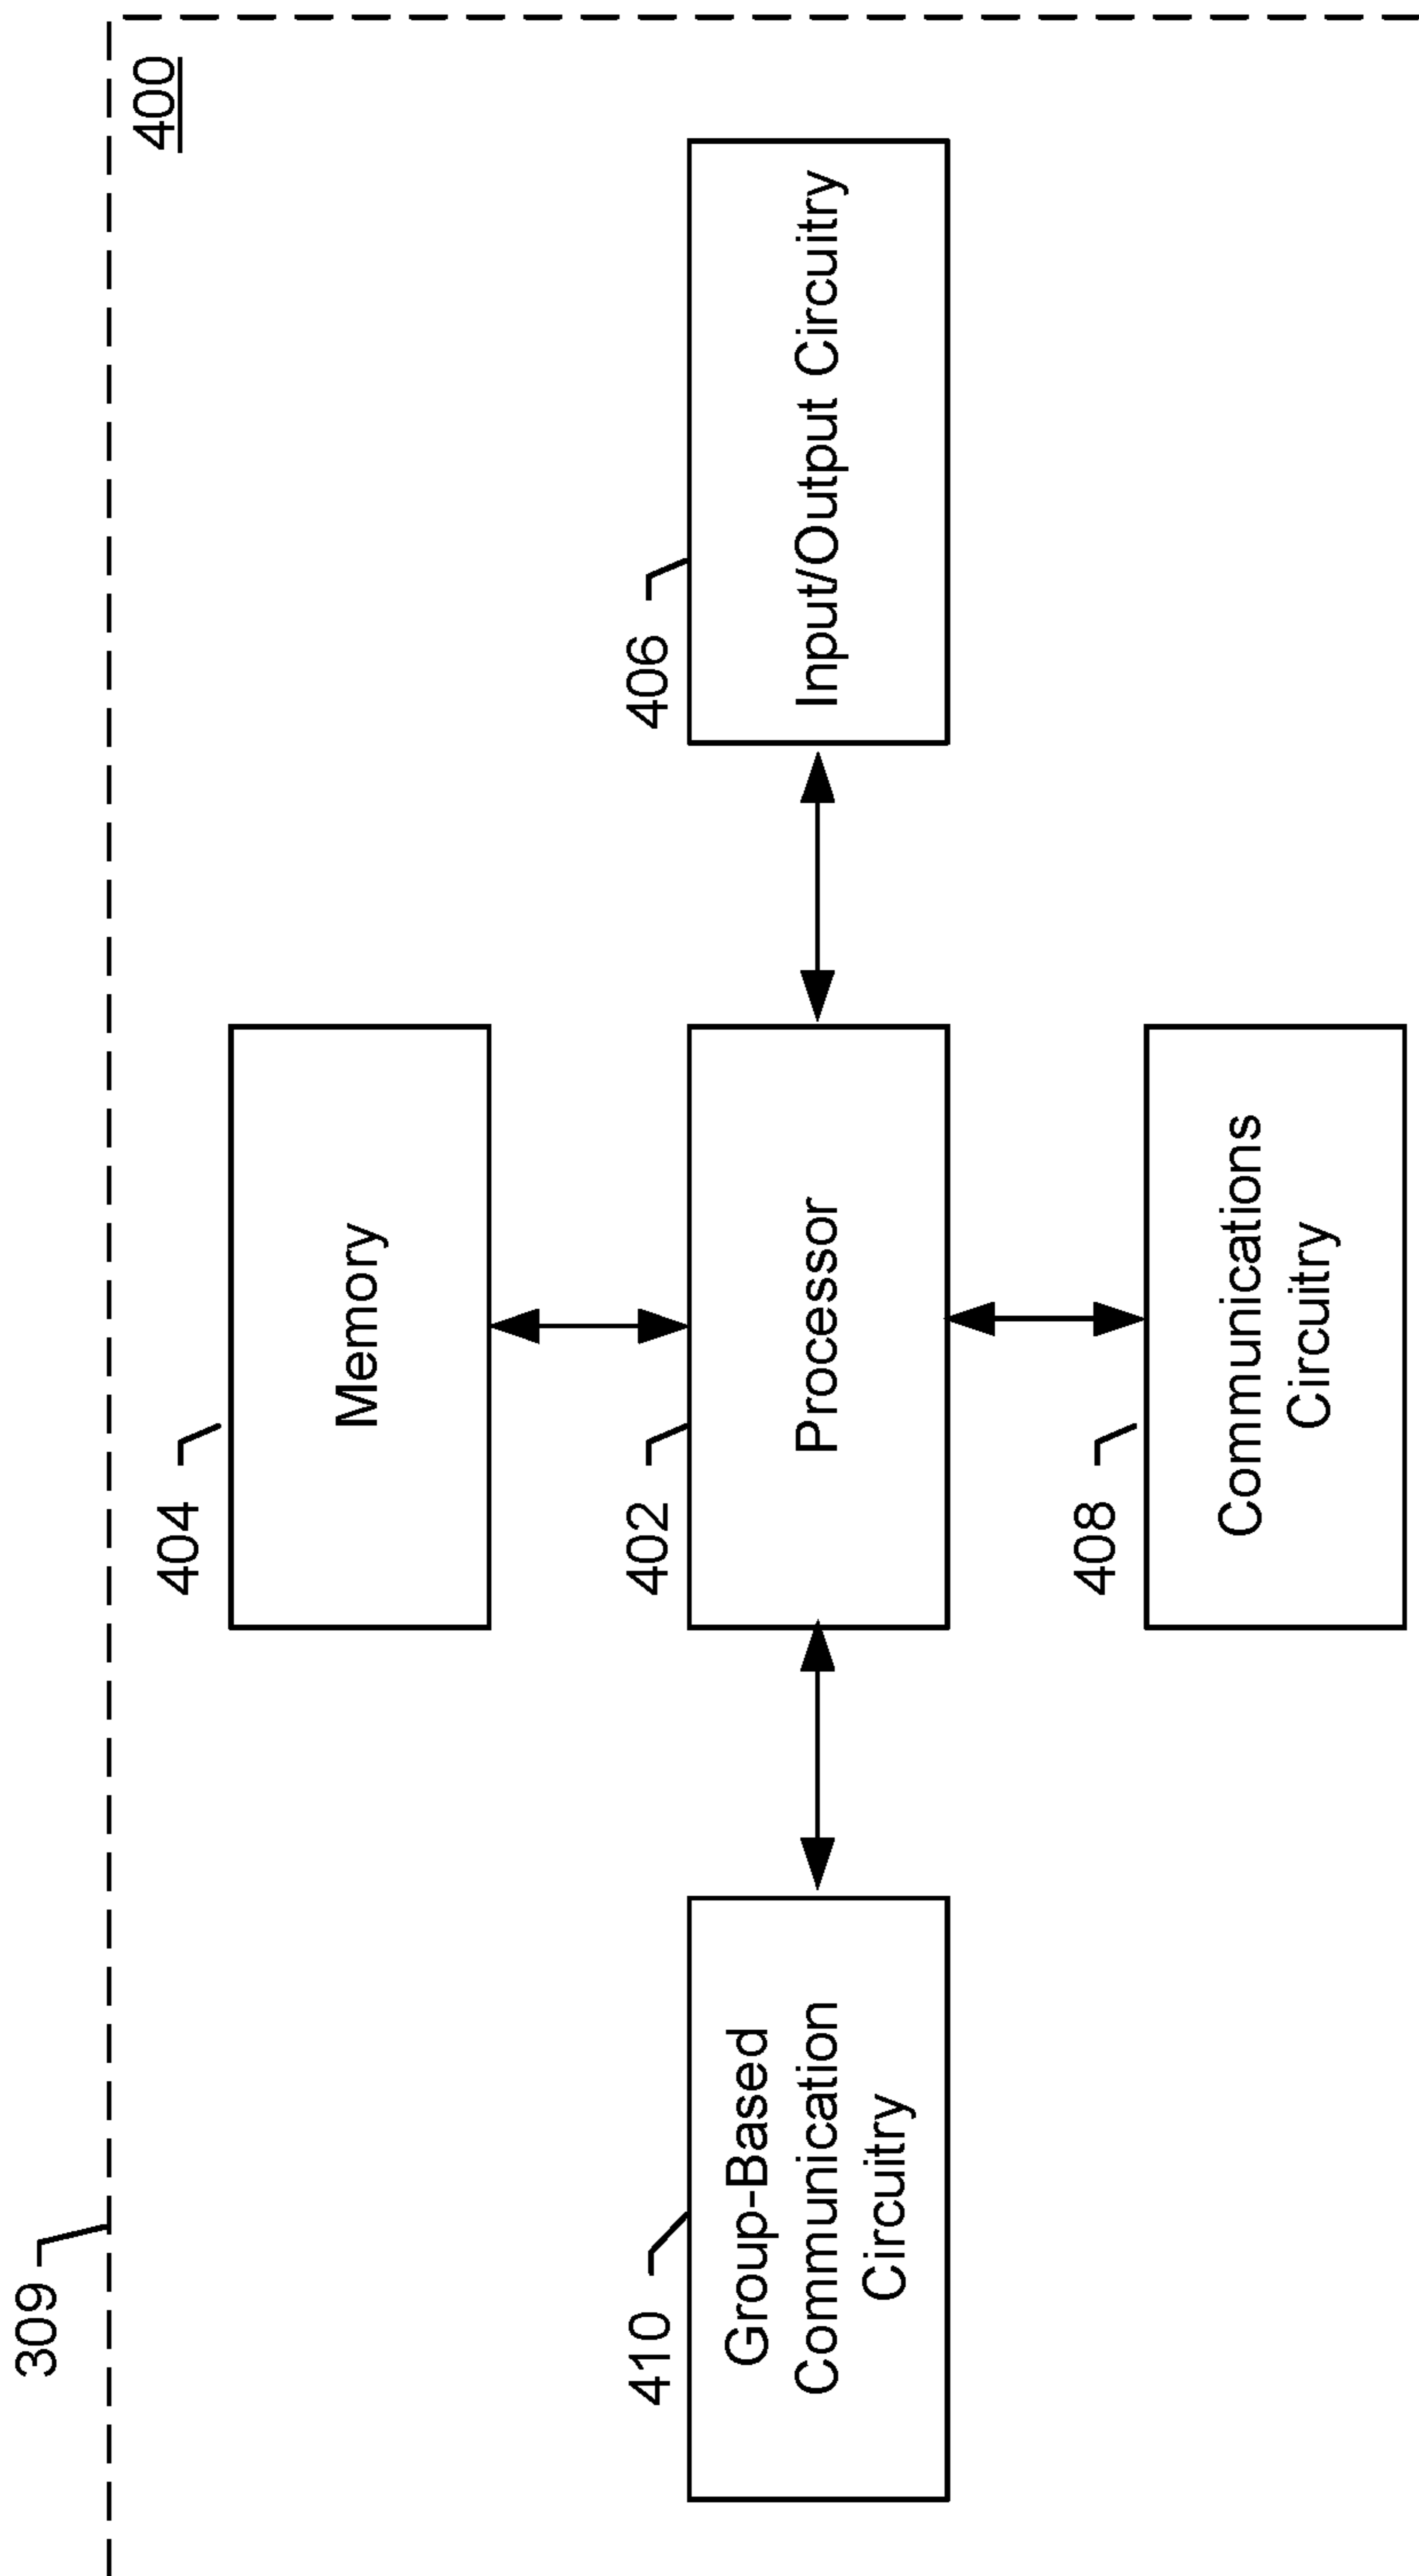 309
400
404
Memory
410
Group-Based
Communication
Circuitry
402
Processor
406
Input/Output Circuitry
408
Communications
Circuitry